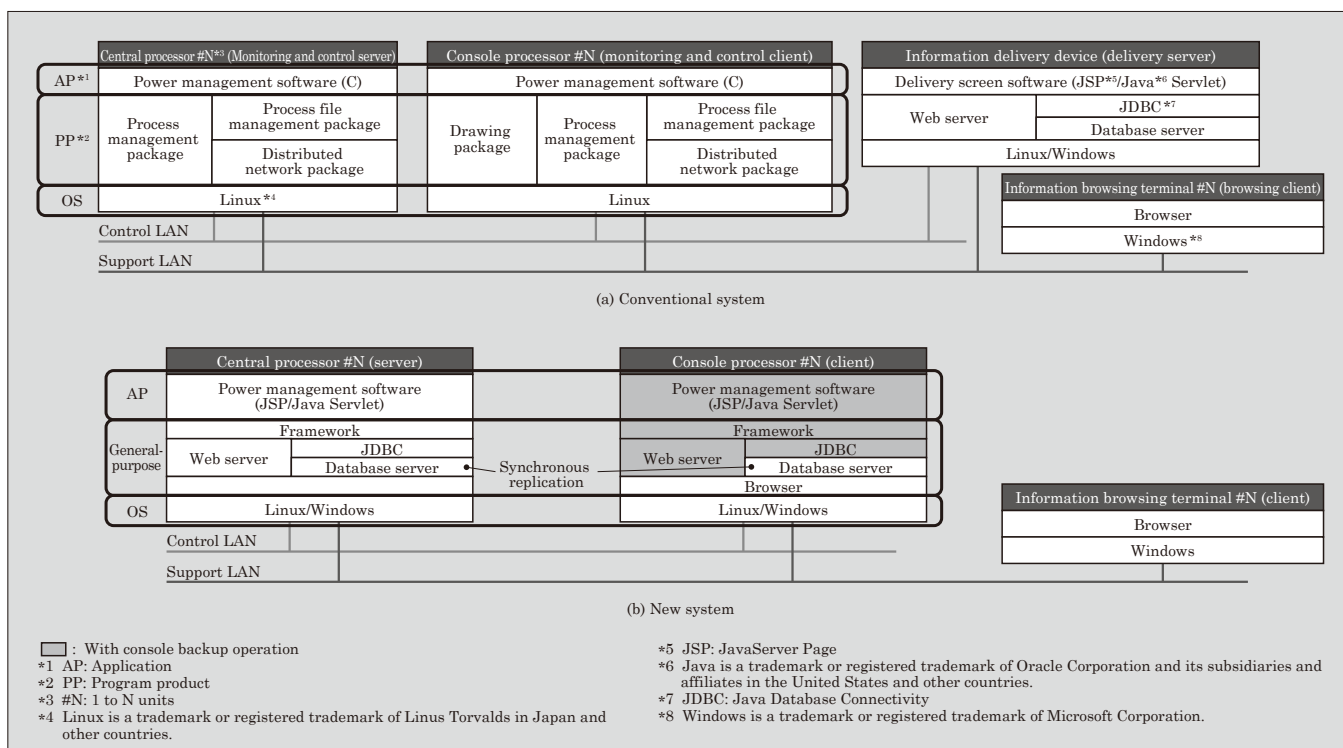 Central processor #N*3 (Monitoring and control server)
Console processor #N (monitoring and control client)
Information delivery device (delivery server)
AP*1
Power management software (C)
Power management software (C)
Delivery screen software (JSP*5/Java*6 Servlet)
PP*2
Process
management
package
Process file
management package
Distributed
network package
Drawing
package
Process
management
package
Process file
management package
Distributed
network package
Web server
JDBC*7
Database server
Linux/Windows
OS
Linux*4
Linux
Information browsing terminal #N (browsing client)
Browser
Windows*8
Control LAN
Support LAN
(a) Conventional system
Central processor #N (server)
Console processor #N (client)
AP
Power management software
(JSP/Java Servlet)
Power management software
(JSP/Java Servlet)
General-
purpose
Framework
Web server
JDBC
Database server
Synchronous
replication
Framework
Web server
JDBC
Database server
Browser
OS
Linux/Windows
Linux/Windows
Information browsing terminal #N (client)
Browser
Windows
Control LAN
Support LAN
(b) New system
: With console backup operation
*1 AP: Application
*2 PP: Program product
*3 #N: 1 to N units
*4 Linux is a trademark or registered trademark of Linus Torvalds in Japan and
other countries.
*5 JSP: JavaServer Page
*6 Java is a trademark or registered trademark of Oracle Corporation and its subsidiaries and
affiliates in the United States and other countries.
*7 JDBC: Java Database Connectivity
*8 Windows is a trademark or registered trademark of Microsoft Corporation.